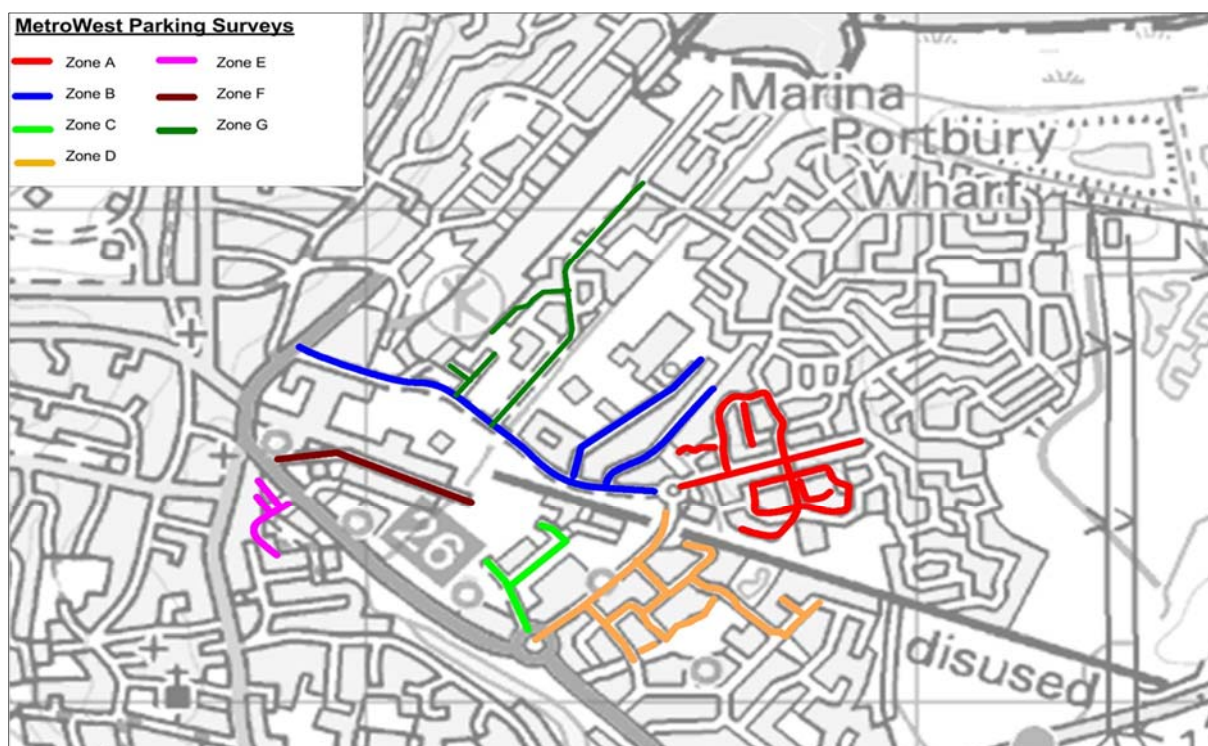 MetroWest Parking Surveys
Zone A
Zone E
Zone B
Zone F
Zone C
Zone G
Zone D
Marina
Portbury
Wharf
26
disused